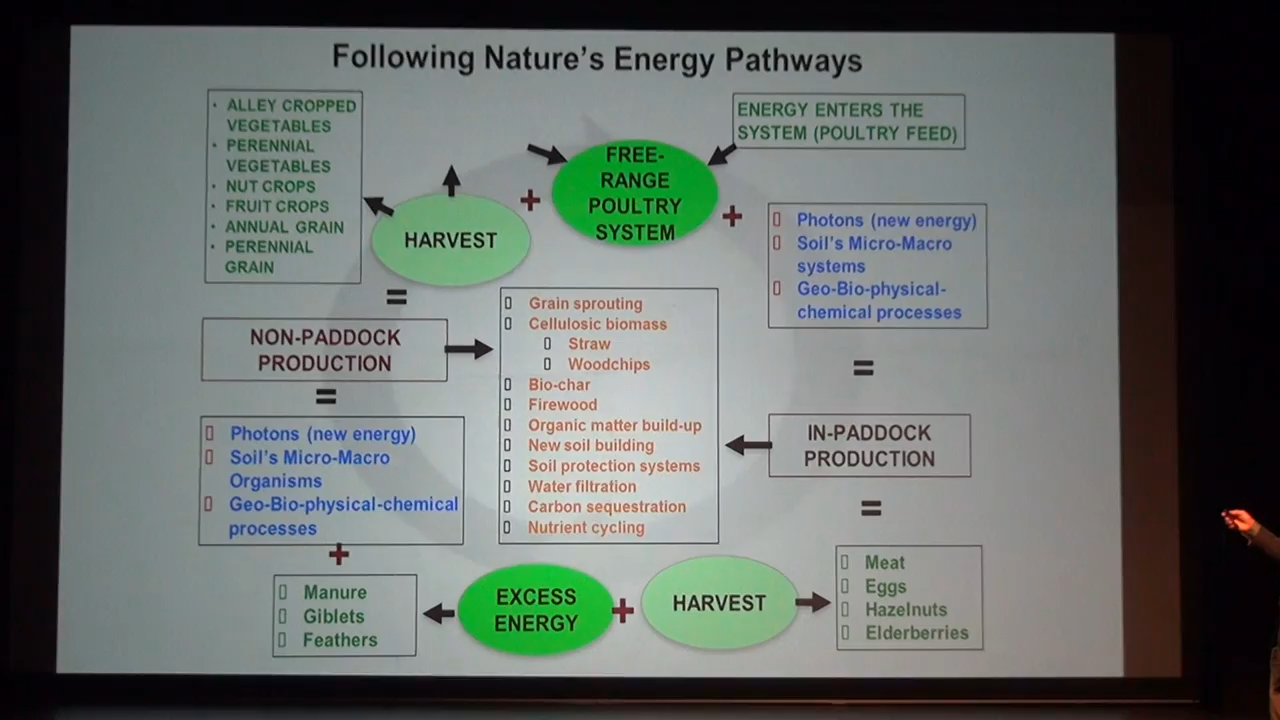 Following Nature's Energy Pathways
• ALLEY CROPPED
VEGETABLES
• PERENNIAL
VEGETABLES
• NUT CROPS
• FRUIT CROPS
• ANNUAL GRAIN
• PERENNIAL
GRAIN
HARVEST
+
FREE-
RANGE
POULTRY
SYSTEM
ENERGY ENTERS THE
SYSTEM (POULTRY FEED)
+
Photons (new energy)
Soil's Micro-Macro
systems
Geo-Bio-physical-
chemical processes
=
IN-PADDOCK
PRODUCTION
=
Meat
Eggs
Hazelnuts
Elderberries
HARVEST
+
EXCESS
ENERGY
Manure
Giblets
Feathers
+
Photons (new energy)
Soil's Micro-Macro
Organisms
Geo-Bio-physical-chemical
processes
=
NON-PADDOCK
PRODUCTION
=
Grain sprouting
Cellulosic biomass
Straw
Woodchips
Bio-char
Firewood
Organic matter build-up
New soil building
Soil protection systems
Water filtration
Carbon sequestration
Nutrient cycling